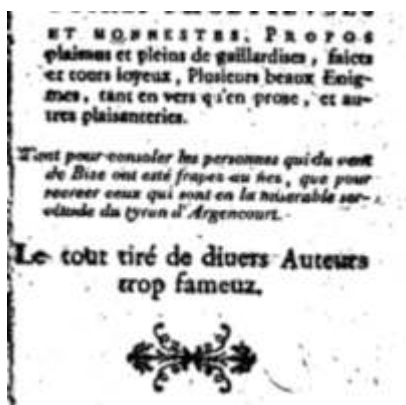 ET HONNESTES, PROPOS
plaisans et pleins de gaillardises, faicts
et tours joyeux, Plusieurs beaux Enig-
mes, tant en vers qu'en prose, et au-
tres plaisanteries.
Tout pour consoler les personnes qui du vent
de Bize ont esté frapez au nez, que pour
recreer ceux qui sont en la miserable ser-
vitude du tyran d'Argencourt.
Le tout tiré de divers Auteurs
trop fameux.